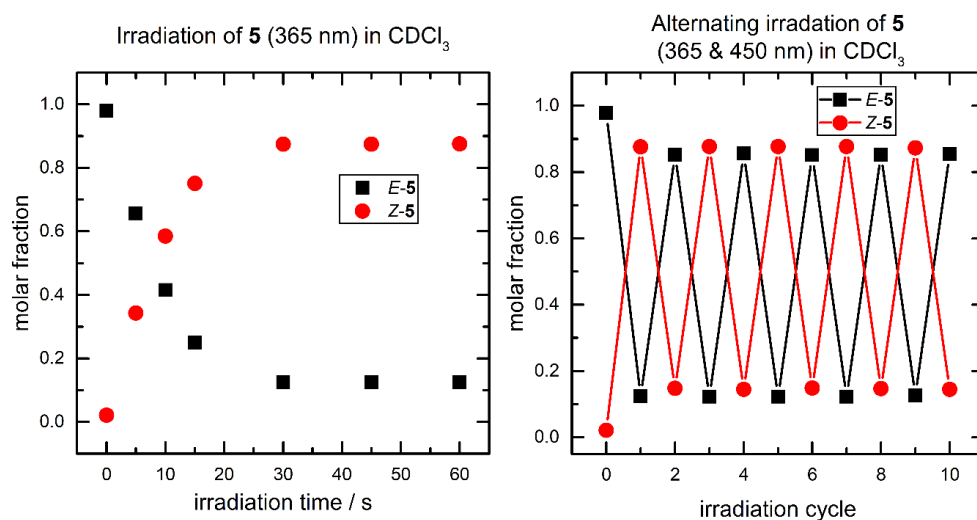 Irradiation of 5 (365 nm) in CDCl₃
1.0
0.8
0.6
0.4
0.2
0.0
molar fraction
E-5
Z-5
0 10 20 30 40 50 60
irradiation time / s
Alternating irradation of 5
(365 & 450 nm) in CDCl₃
1.0
0.8
0.6
0.4
0.2
0.0
molar fraction
E-5
Z-5
0 2 4 6 8 10
irradiation cycle